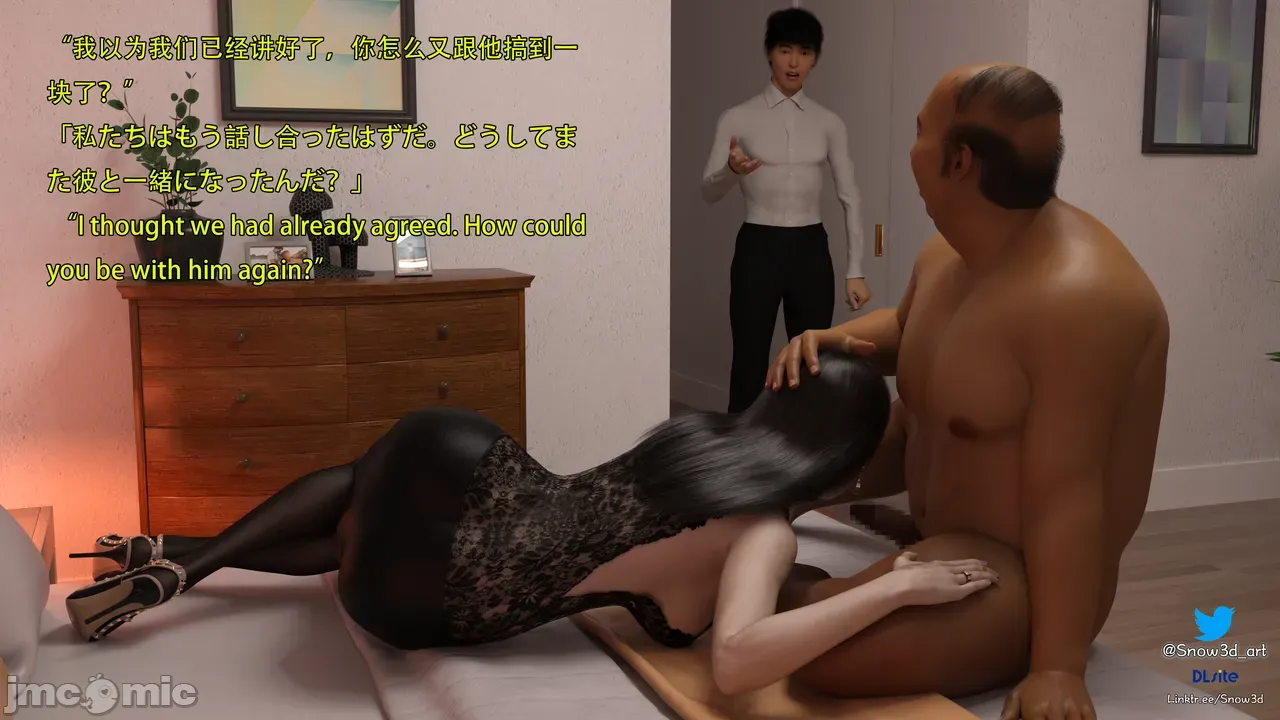 “我以为我们已经讲好了，你怎么又跟他搞到一
块了？”
「私たちはもう話し合ったはずだ。どうしてま
た彼と一緒になったんだ？」
“I thought we had already agreed. How could
you be with him again?”
@Snow3d_art
DLsite
Linktr.ee/Snow3d
jmcomic